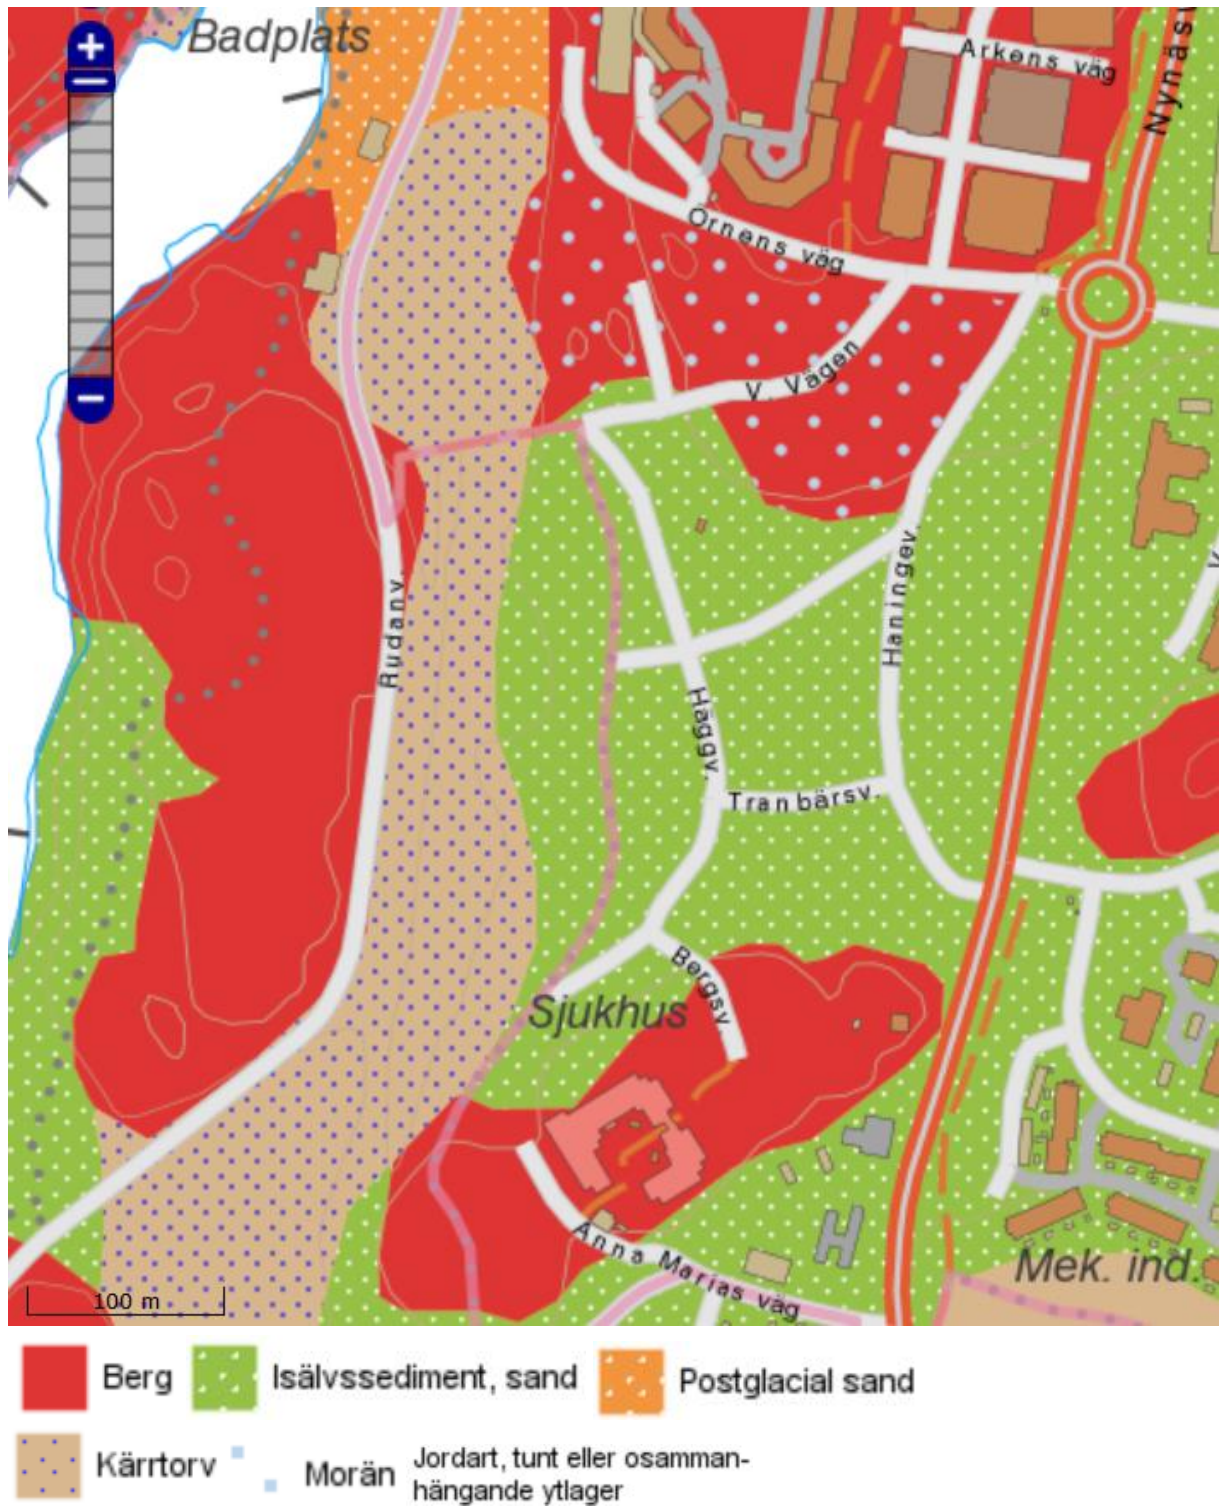 Badplats
Arkens väg
Nynäsv
Örnens väg
V. Vägen
Rudanv.
Haningev.
Häggv.
Tranbärsv.
Bergsv.
Sjukhus
Anna Marias väg
Mek. ind.
100 m
Berg
Isälvssediment, sand
Postglacial sand
Kärrtorv
Morän
Jordart, tunt eller osamman-
hängande ytlager